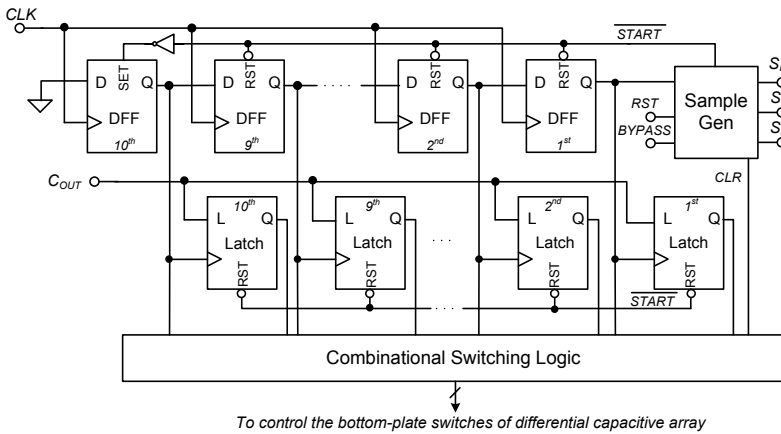 CLK
START
SET
RST
RST
RST
D Q
D Q
D Q
D Q
DFF
DFF
DFF
DFF
10th
9th
2nd
1st
Sample
Gen
RST
BYPASS
CLR
S
S
COUT
10th
9th
2nd
1st
L Q
L Q
L Q
L Q
Latch
Latch
Latch
Latch
RST
RST
RST
RST
START
Combinational Switching Logic
To control the bottom-plate switches of differential capacitive array